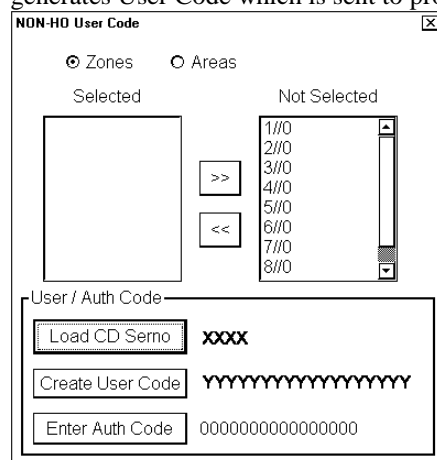 generates User Code which is sent to pro
NON-HO User Code
Zones Areas
Selected Not Selected
1//0
2//0
3//0
4//0
5//0
6//0
7//0
8//0
>>
<<
User / Auth Code
Load CD Serno XXXX
Create User Code YYYYYYYYYYYYYYYYYY
Enter Auth Code 0000000000000000